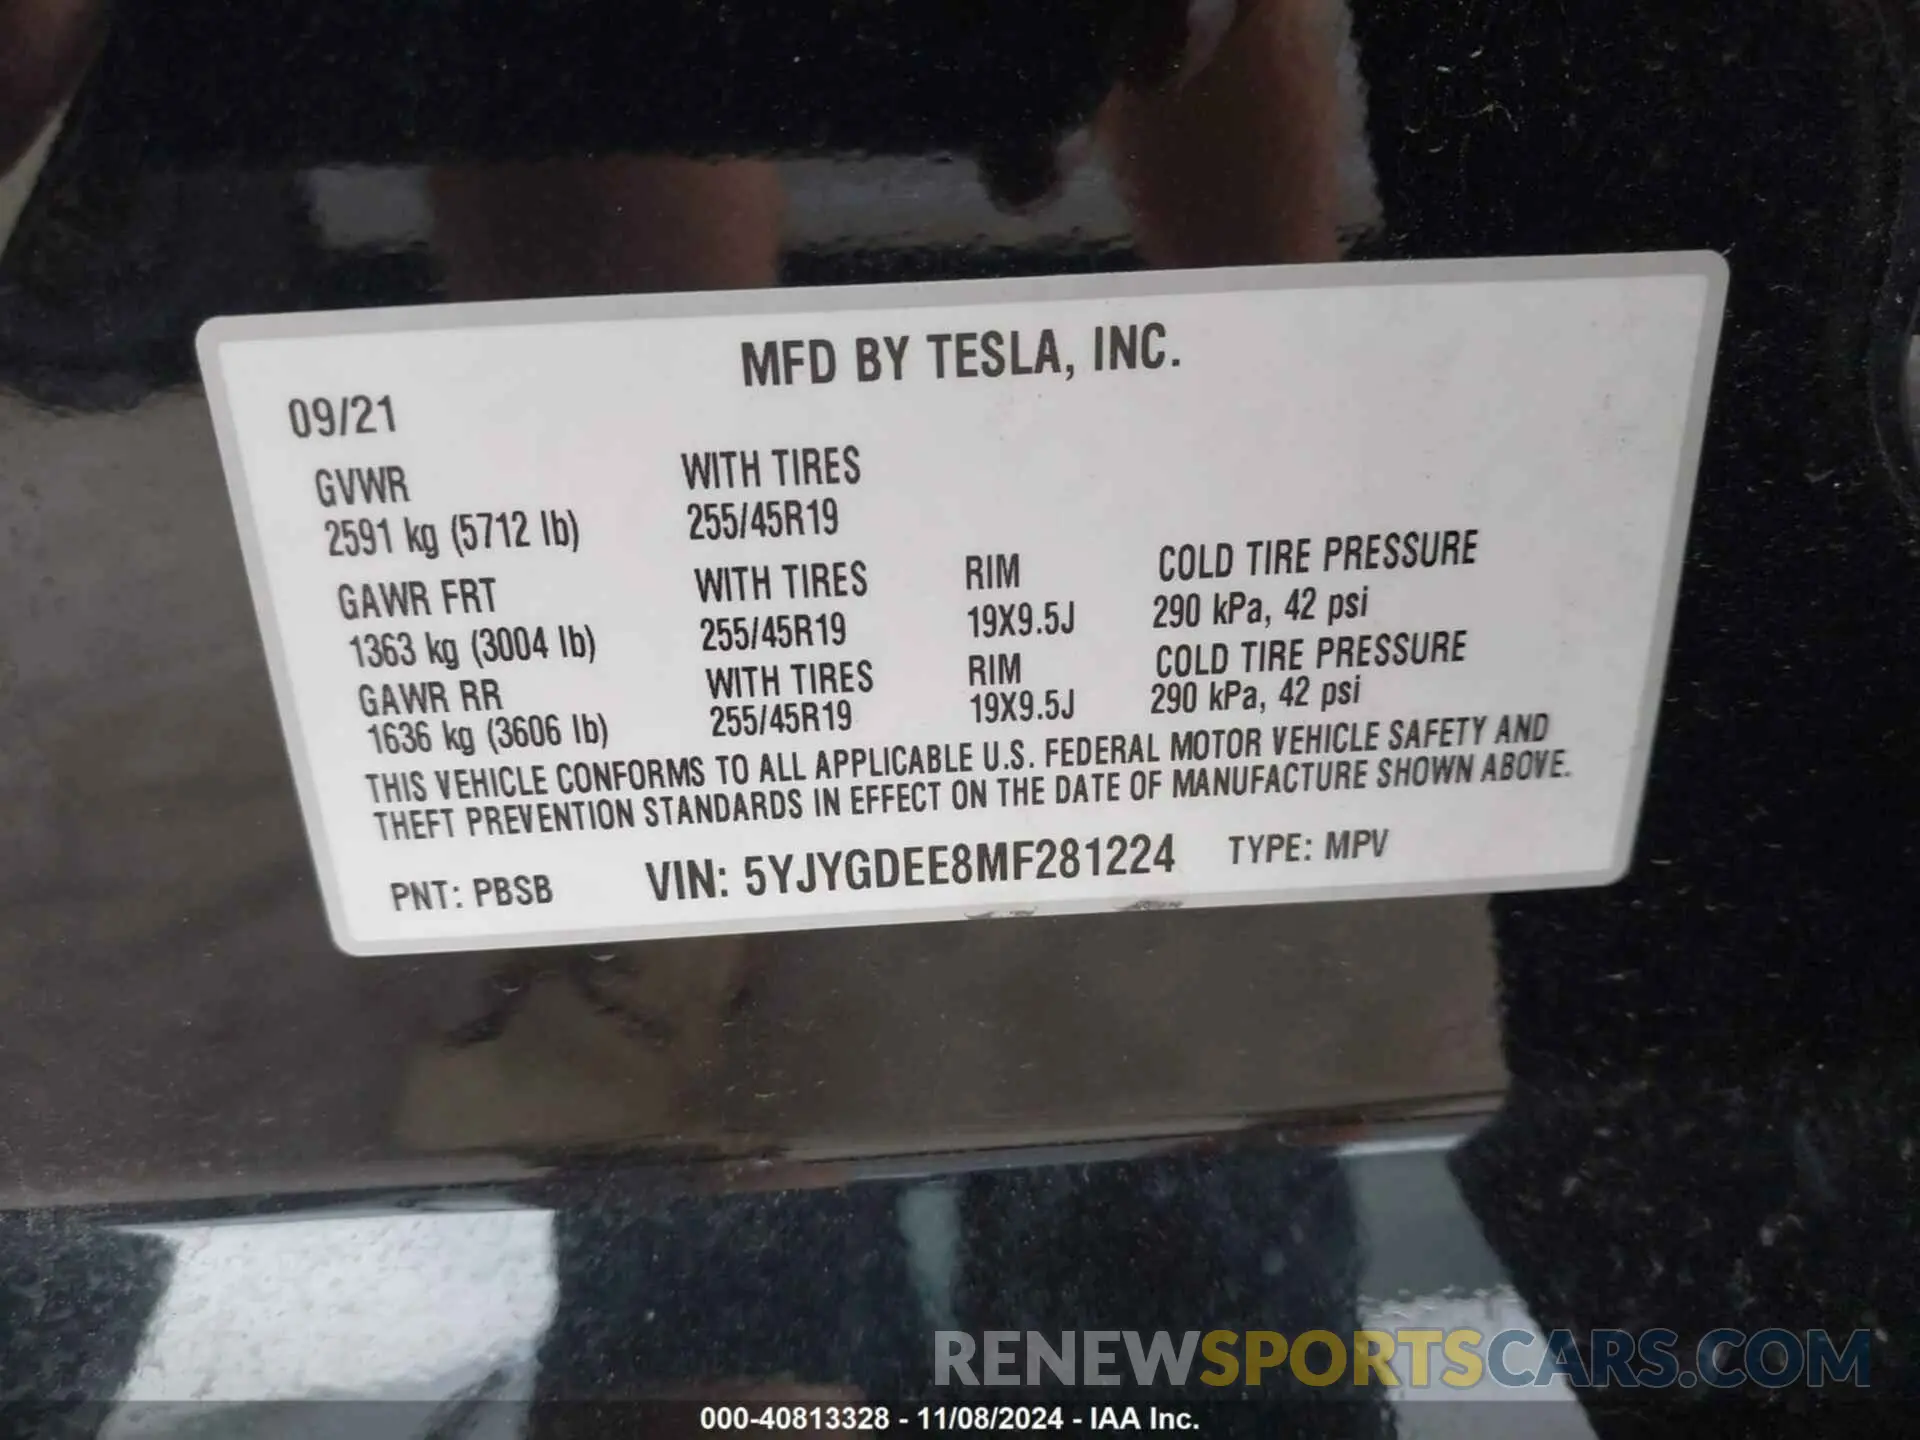 MFD BY TESLA, INC.
09/21
GVWR WITH TIRES
2591 kg (5712 lb) 255/45R19
GAWR FRT WITH TIRES RIM COLD TIRE PRESSURE
1363 kg (3004 lb) 255/45R19 19X9.5J 290 kPa, 42 psi
GAWR RR WITH TIRES RIM COLD TIRE PRESSURE
1636 kg (3606 lb) 255/45R19 19X9.5J 290 kPa, 42 psi
THIS VEHICLE CONFORMS TO ALL APPLICABLE U.S. FEDERAL MOTOR VEHICLE SAFETY AND
THEFT PREVENTION STANDARDS IN EFFECT ON THE DATE OF MANUFACTURE SHOWN ABOVE.
PNT: PBSB VIN: 5YJYGDEE8MF281224 TYPE: MPV
RENEWSPORTSCARS.COM
000-40813328 - 11/08/2024 - IAA Inc.